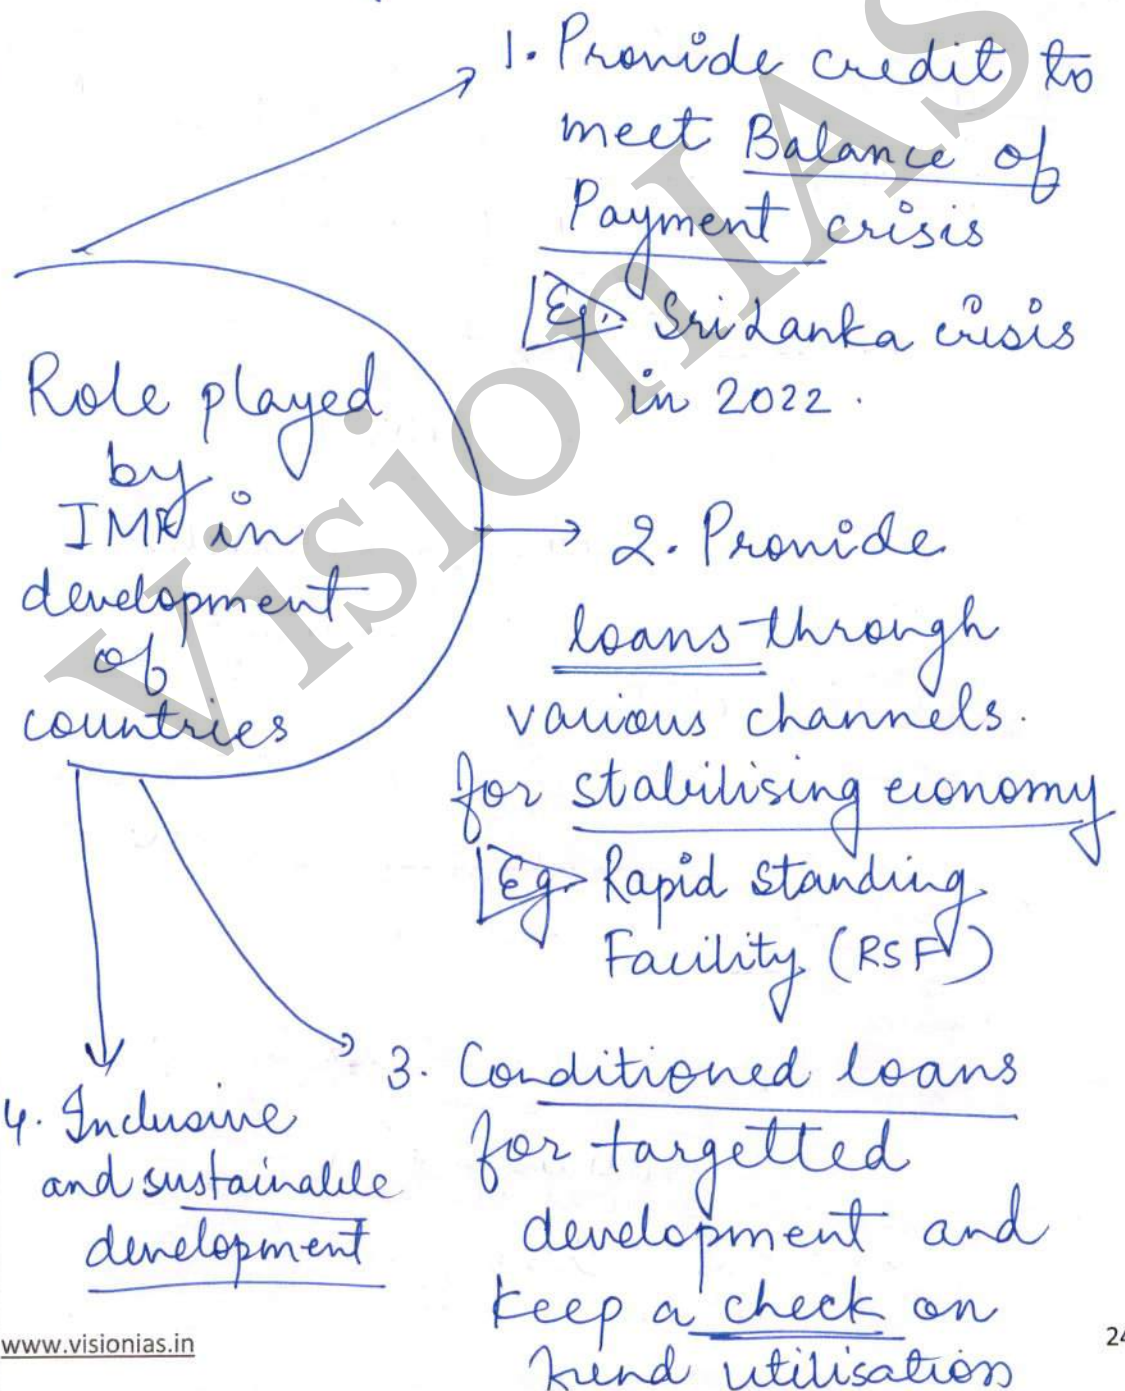 1. Provide credit to
meet Balance of
Payment crisis
Eg. Sri Lanka crisis
in 2022.
Role played
by
IMF in
development
of
countries
2. Provide
loans through
various channels.
for stabilising economy
Eg. Rapid standing
Facility (RSF)
3. Conditioned loans
for targetted
development and
keep a check on
fund utilisation
4. Inclusive
and sustainable
development
VisionIAS
www.visionias.in
24